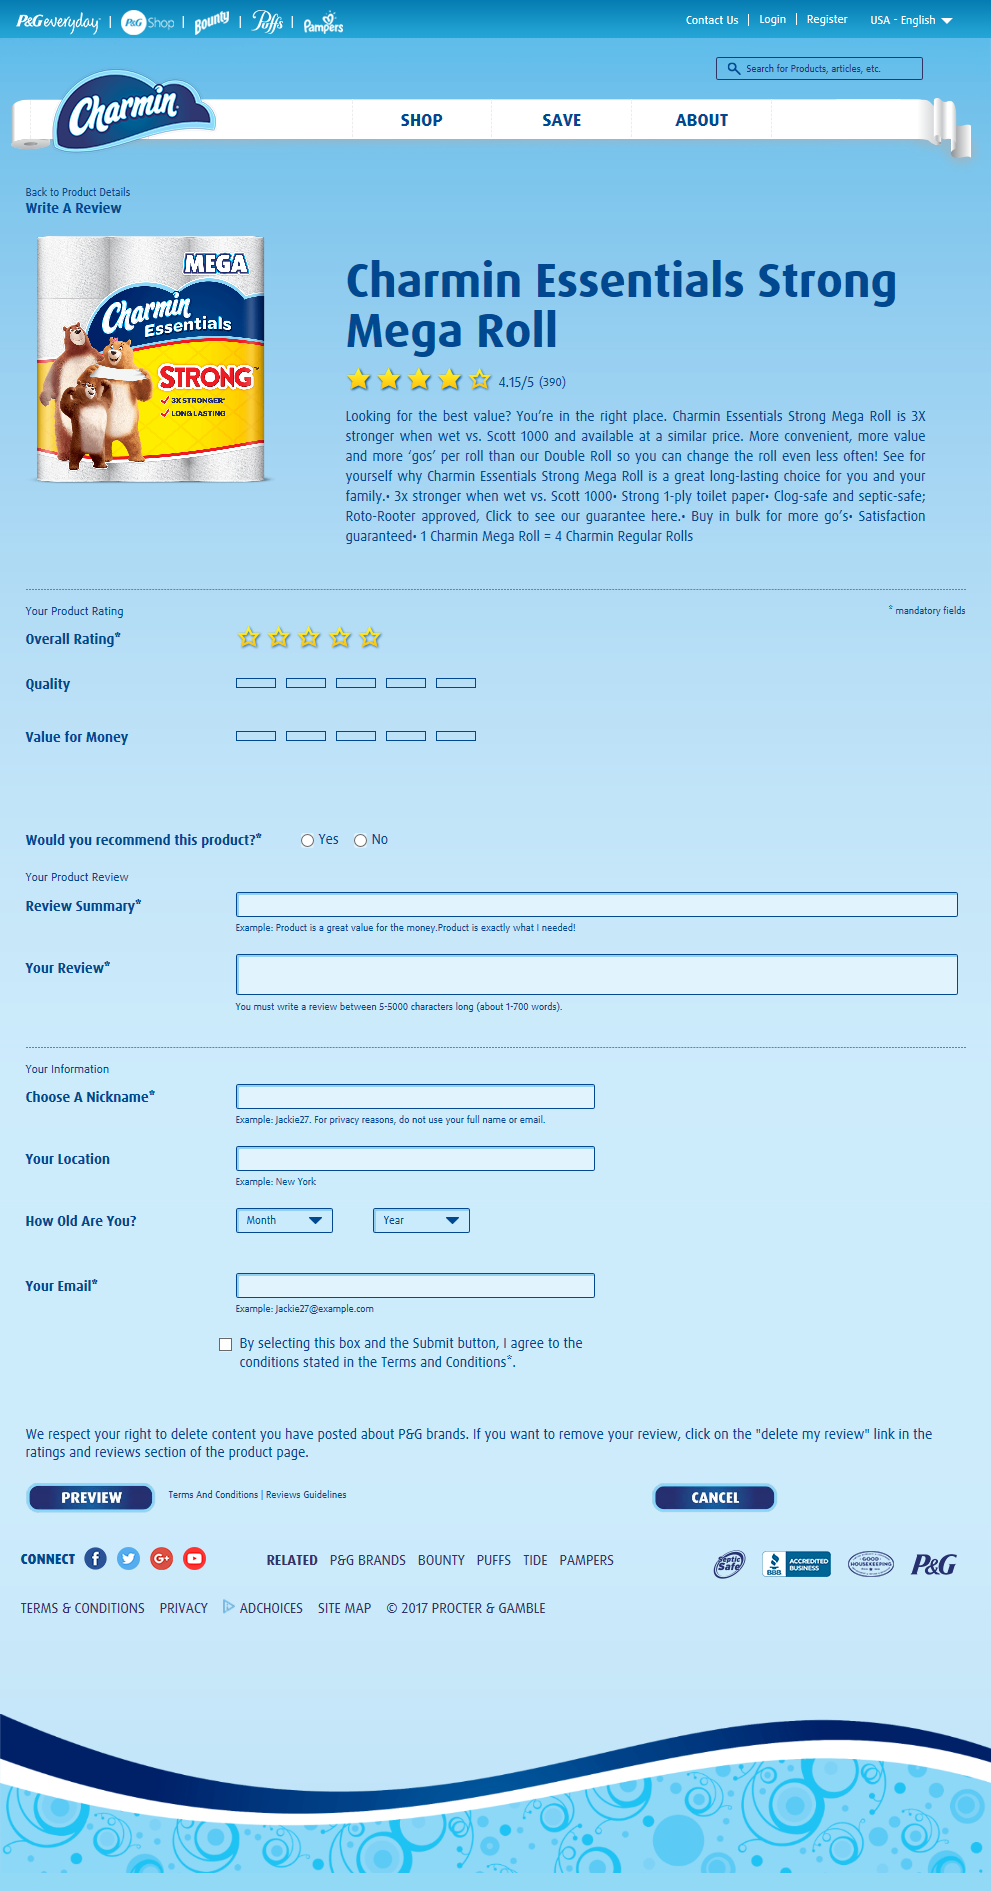 P&G everyday | P&G Shop | Bounty | Puffs | Pampers
Contact Us | Login | Register USA - English
Search for Products, articles, etc.
Charmin
SHOP SAVE ABOUT
Back to Product Details
Write A Review
MEGA
Charmin
Essentials
STRONG
3X STRONGER*
LONG LASTING
Charmin Essentials Strong
Mega Roll
4.15/5 (390)
Looking for the best value? You’re in the right place. Charmin Essentials Strong Mega Roll is 3X
stronger when wet vs. Scott 1000 and available at a similar price. More convenient, more value
and more ‘gos’ per roll than our Double Roll so you can change the roll even less often! See for
yourself why Charmin Essentials Strong Mega Roll is a great long-lasting choice for you and your
family.• 3x stronger when wet vs. Scott 1000• Strong 1-ply toilet paper• Clog-safe and septic-safe;
Roto-Rooter approved, Click to see our guarantee here.• Buy in bulk for more go’s• Satisfaction
guaranteed• 1 Charmin Mega Roll = 4 Charmin Regular Rolls
Your Product Rating
* mandatory fields
Overall Rating*
Quality
Value for Money
Would you recommend this product?* Yes No
Your Product Review
Review Summary*
Example: Product is a great value for the money.Product is exactly what I needed!
Your Review*
You must write a review between 5-5000 characters long (about 1-700 words).
Your Information
Choose A Nickname*
Example: Jackie27. For privacy reasons, do not use your full name or email.
Your Location
Example: New York
How Old Are You? Month Year
Your Email*
Example: Jackie27@example.com
By selecting this box and the Submit button, I agree to the
conditions stated in the Terms and Conditions*.
We respect your right to delete content you have posted about P&G brands. If you want to remove your review, click on the "delete my review" link in the
ratings and reviews section of the product page.
PREVIEW Terms And Conditions | Reviews Guidelines CANCEL
CONNECT f G+ RELATED P&G BRANDS BOUNTY PUFFS TIDE PAMPERS
Septic Safe
BBB ACCREDITED BUSINESS
GOOD HOUSEKEEPING
P&G
TERMS & CONDITIONS PRIVACY ADCHOICES SITE MAP © 2017 PROCTER & GAMBLE